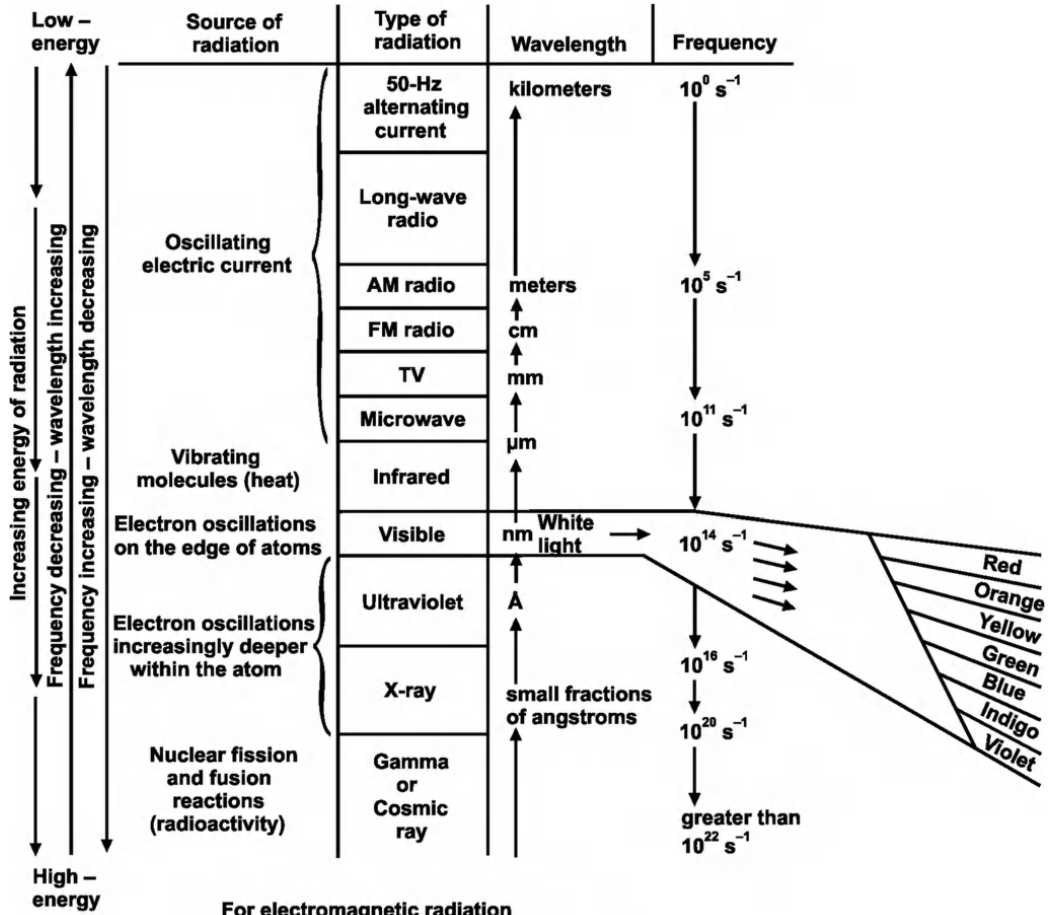 Low –
energy
Source of
radiation
Type of
radiation
Wavelength
Frequency
50-Hz
alternating
current
kilometers
10⁰ s⁻¹
Long-wave
radio
Oscillating
electric current
AM radio
meters
10⁵ s⁻¹
FM radio
cm
TV
mm
Microwave
10¹¹ s⁻¹
μm
Vibrating
molecules (heat)
Infrared
Electron oscillations
on the edge of atoms
Visible
nm
White
light
10¹⁴ s⁻¹
Red
Orange
Yellow
Green
Blue
Indigo
Violet
Ultraviolet
A
Electron oscillations
increasingly deeper
within the atom
10¹⁶ s⁻¹
X-ray
small fractions
of angstroms
10²⁰ s⁻¹
Nuclear fission
and fusion
reactions
(radioactivity)
Gamma
or
Cosmic
ray
greater than
10²² s⁻¹
Increasing energy of radiation
Frequency decreasing – wavelength increasing
Frequency increasing – wavelength decreasing
High –
energy
For electromagnetic radiation